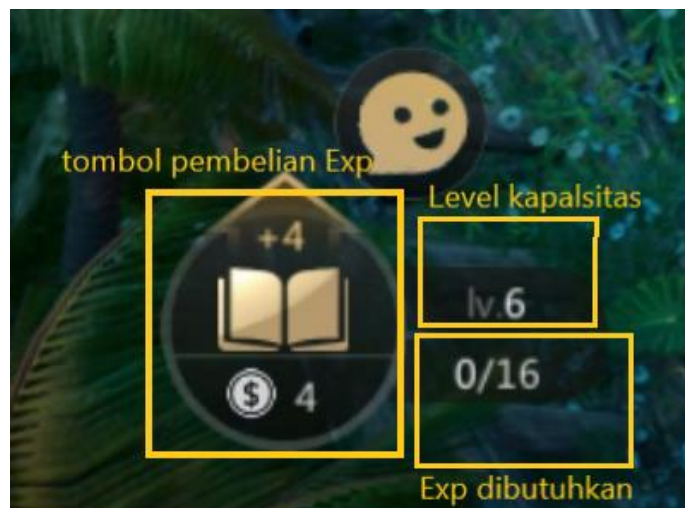 tombol pembelian Exp
Level kapalsitas
+4
lv.6
0/16
$ 4
Exp dibutuhkan